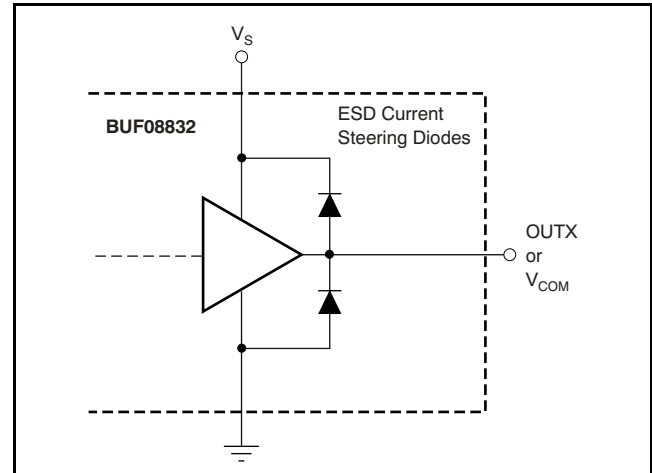 V_S
BUF08832
ESD Current
Steering Diodes
OUTX
or
V_COM